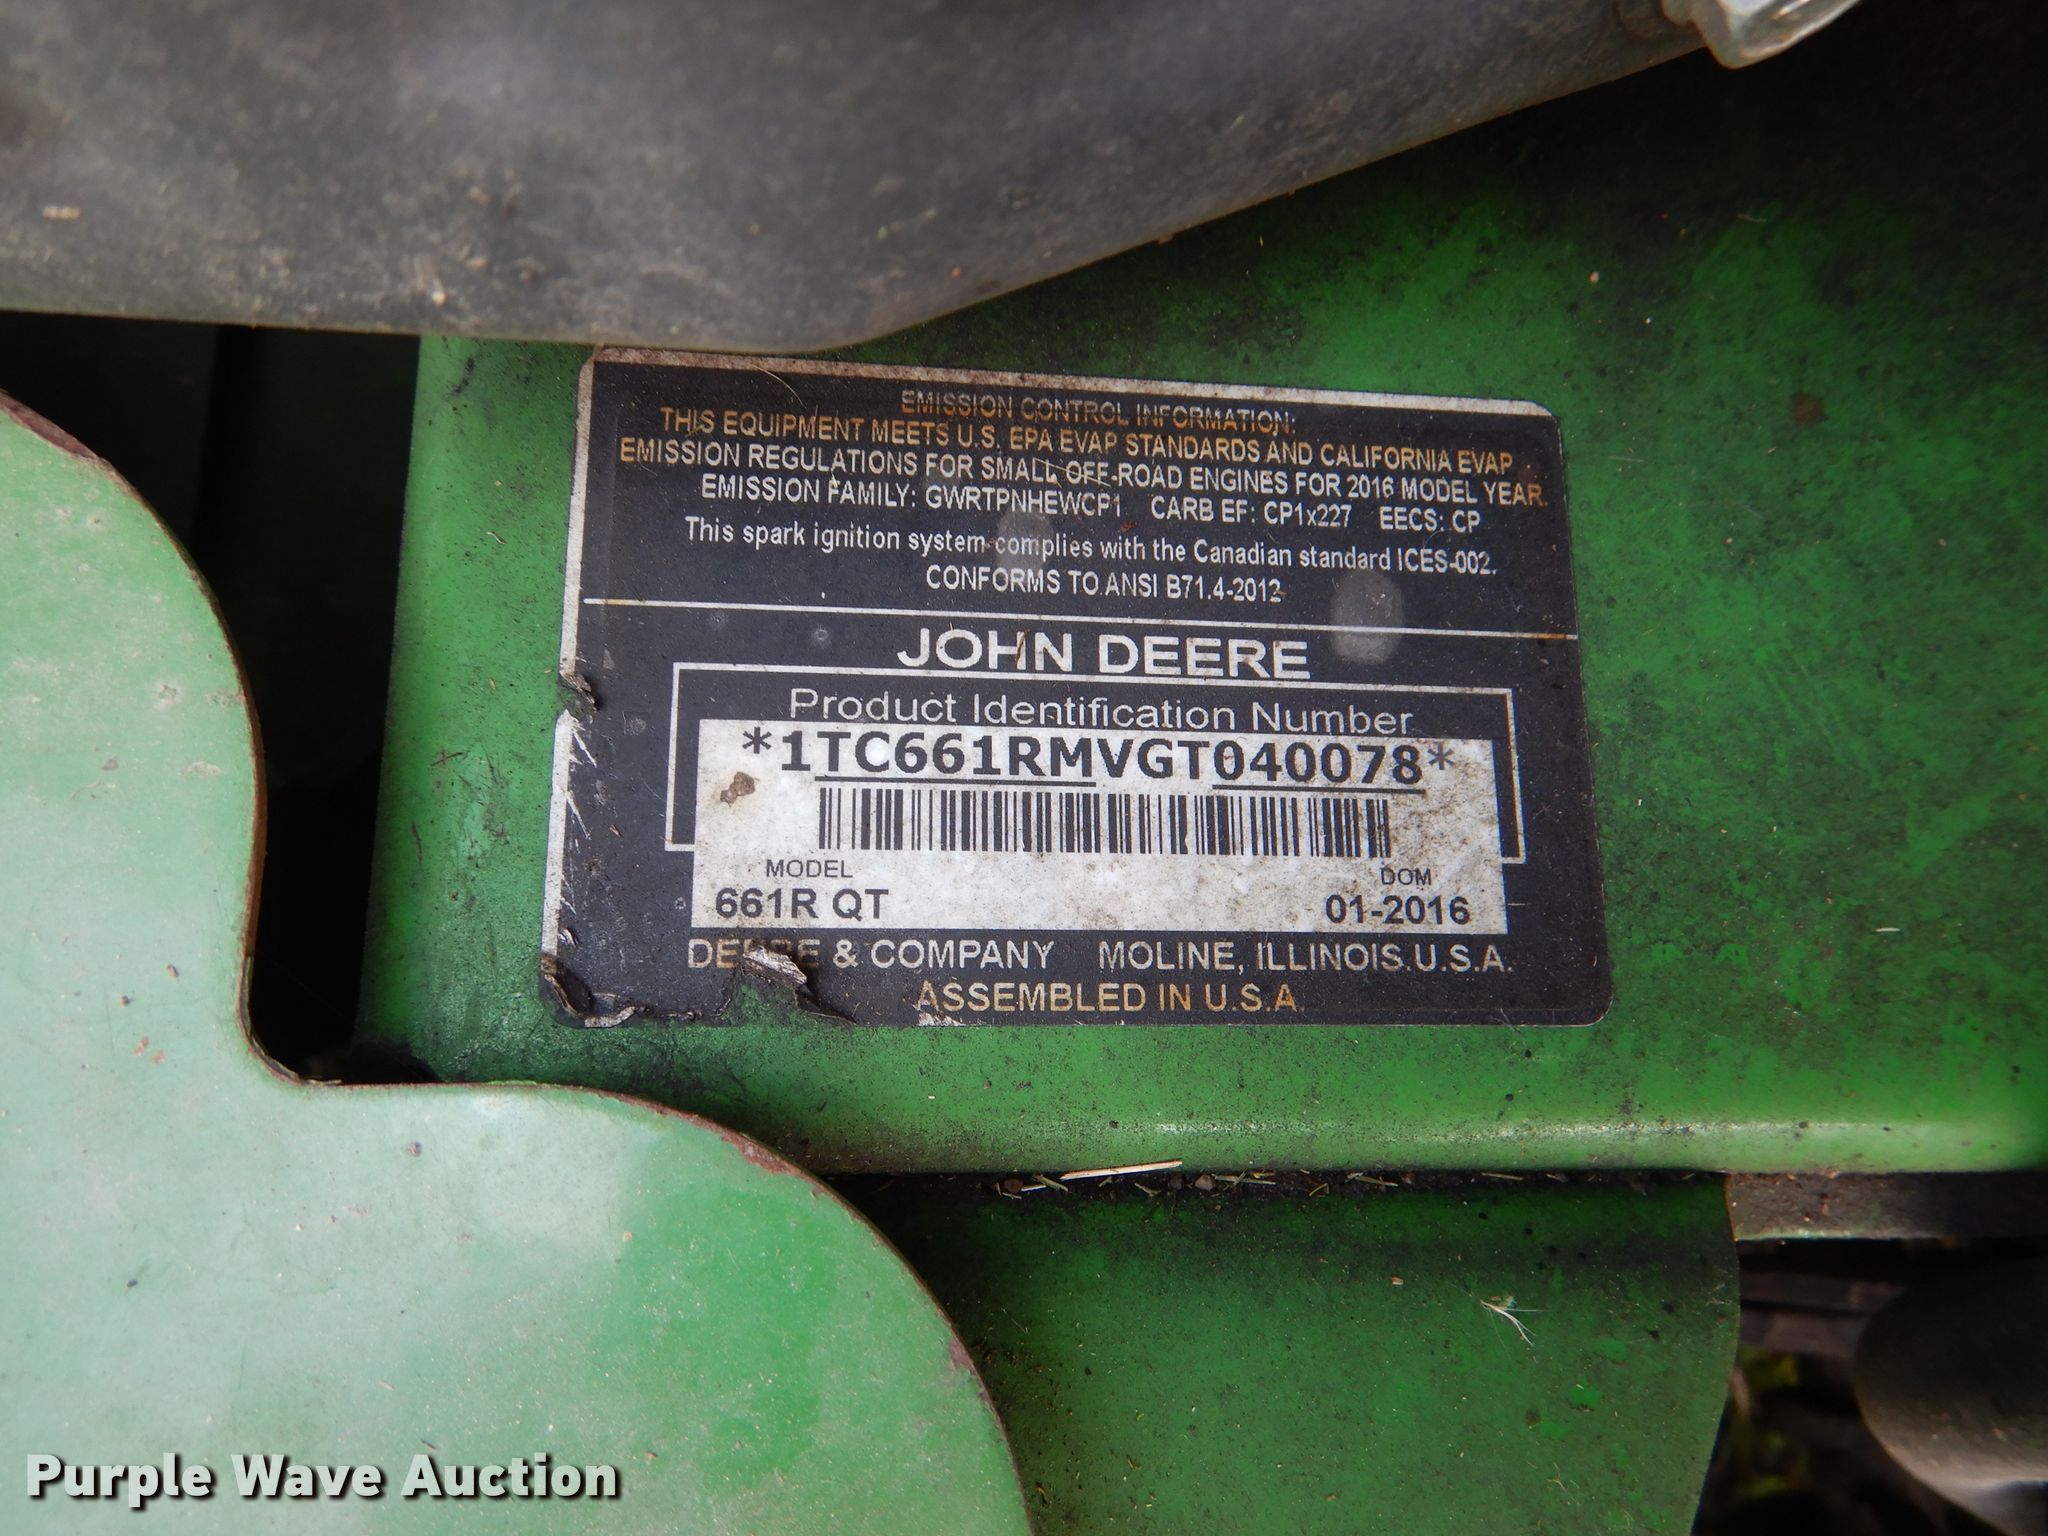 EMISSION CONTROL INFORMATION:
THIS EQUIPMENT MEETS U.S. EPA EVAP STANDARDS AND CALIFORNIA EVAP
EMISSION REGULATIONS FOR SMALL OFF-ROAD ENGINES FOR 2016 MODEL YEAR.
EMISSION FAMILY: GWRTPNHEWCP1 CARB EF: CP1x227 EECS: CP
This spark ignition system complies with the Canadian standard ICES-002.
CONFORMS TO ANSI B71.4-2012
JOHN DEERE
Product Identification Number
*1TC661RMVGT040078*
MODEL DOM
661R QT 01-2016
DEERE & COMPANY MOLINE, ILLINOIS U.S.A.
ASSEMBLED IN U.S.A.
Purple Wave Auction